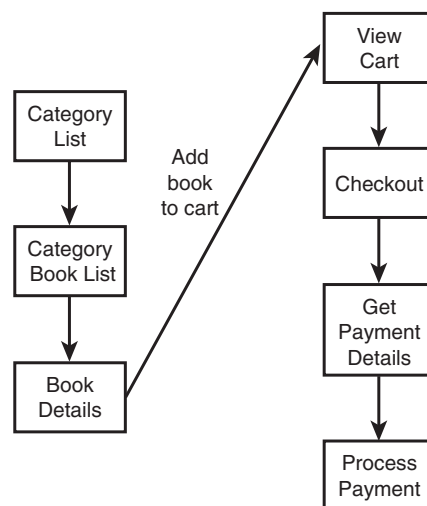 Category
List
Category
Book List
Book
Details
Add
book
to cart
View
Cart
Checkout
Get
Payment
Details
Process
Payment